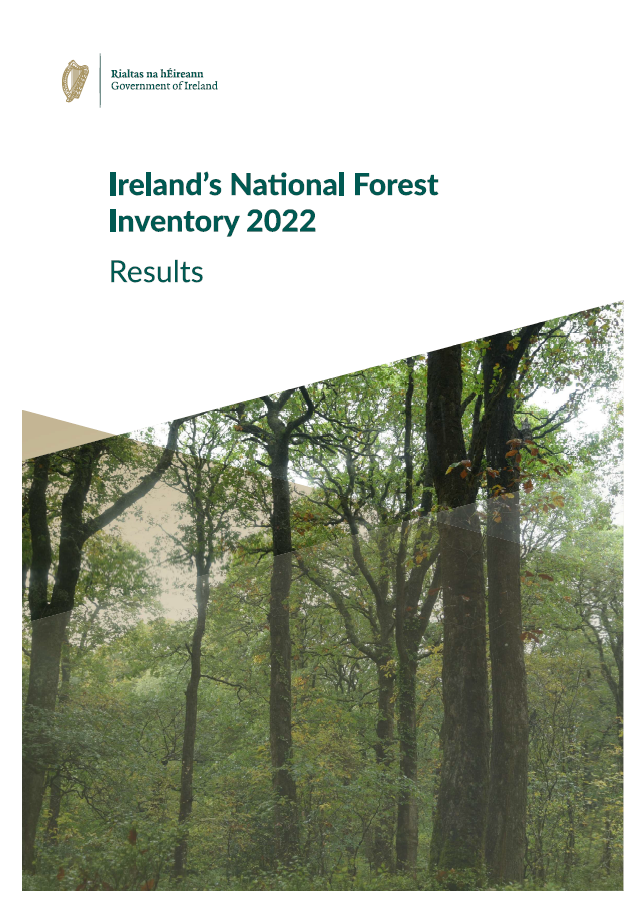 Rialtas na hÉireann
Government of Ireland
Ireland's National Forest
Inventory 2022
Results